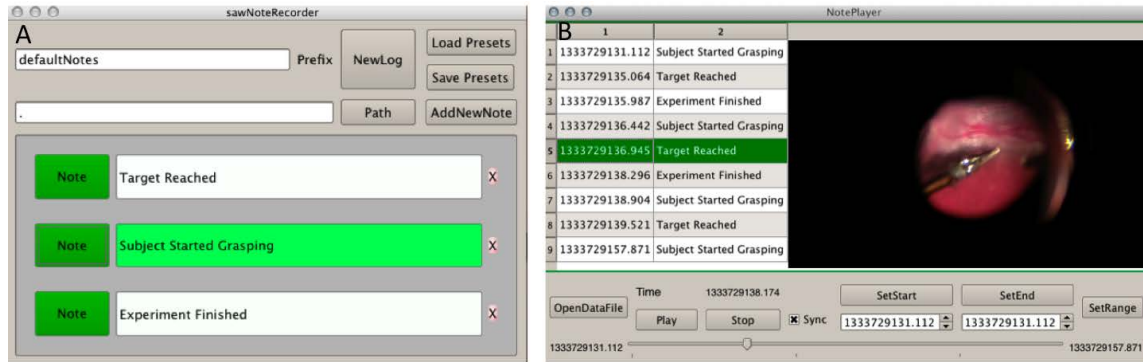 sawNoteRecorder
A
defaultNotes Prefix NewLog Load Presets
Save Presets
. Path AddNewNote
Note Target Reached X
Note Subject Started Grasping X
Note Experiment Finished X
NotePlayer
B
1 2
1 1333729131.112 Subject Started Grasping
2 1333729135.064 Target Reached
3 1333729135.987 Experiment Finished
4 1333729136.442 Subject Started Grasping
5 1333729136.945 Target Reached
6 1333729138.296 Experiment Finished
7 1333729138.904 Subject Started Grasping
8 1333729139.521 Target Reached
9 1333729157.871 Subject Started Grasping
OpenDataFile Time 1333729138.174 SetStart SetEnd SetRange
Play Stop Sync 1333729131.112 1333729131.112
1333729131.112 1333729157.871